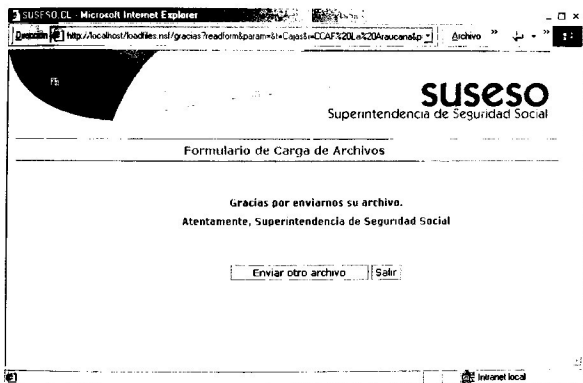 SUSESO.CL - Microsoft Internet Explorer
Dirección http://localhost/loadfiles.nsf/gracias?readform&param=&t=Cajas&i=CCAF%20La%20Araucana&p Archivo »
suseso
Superintendencia de Seguridad Social
Formulario de Carga de Archivos
Gracias por enviarnos su archivo.
Atentamente, Superintendencia de Seguridad Social
Enviar otro archivo Salir
Intranet local